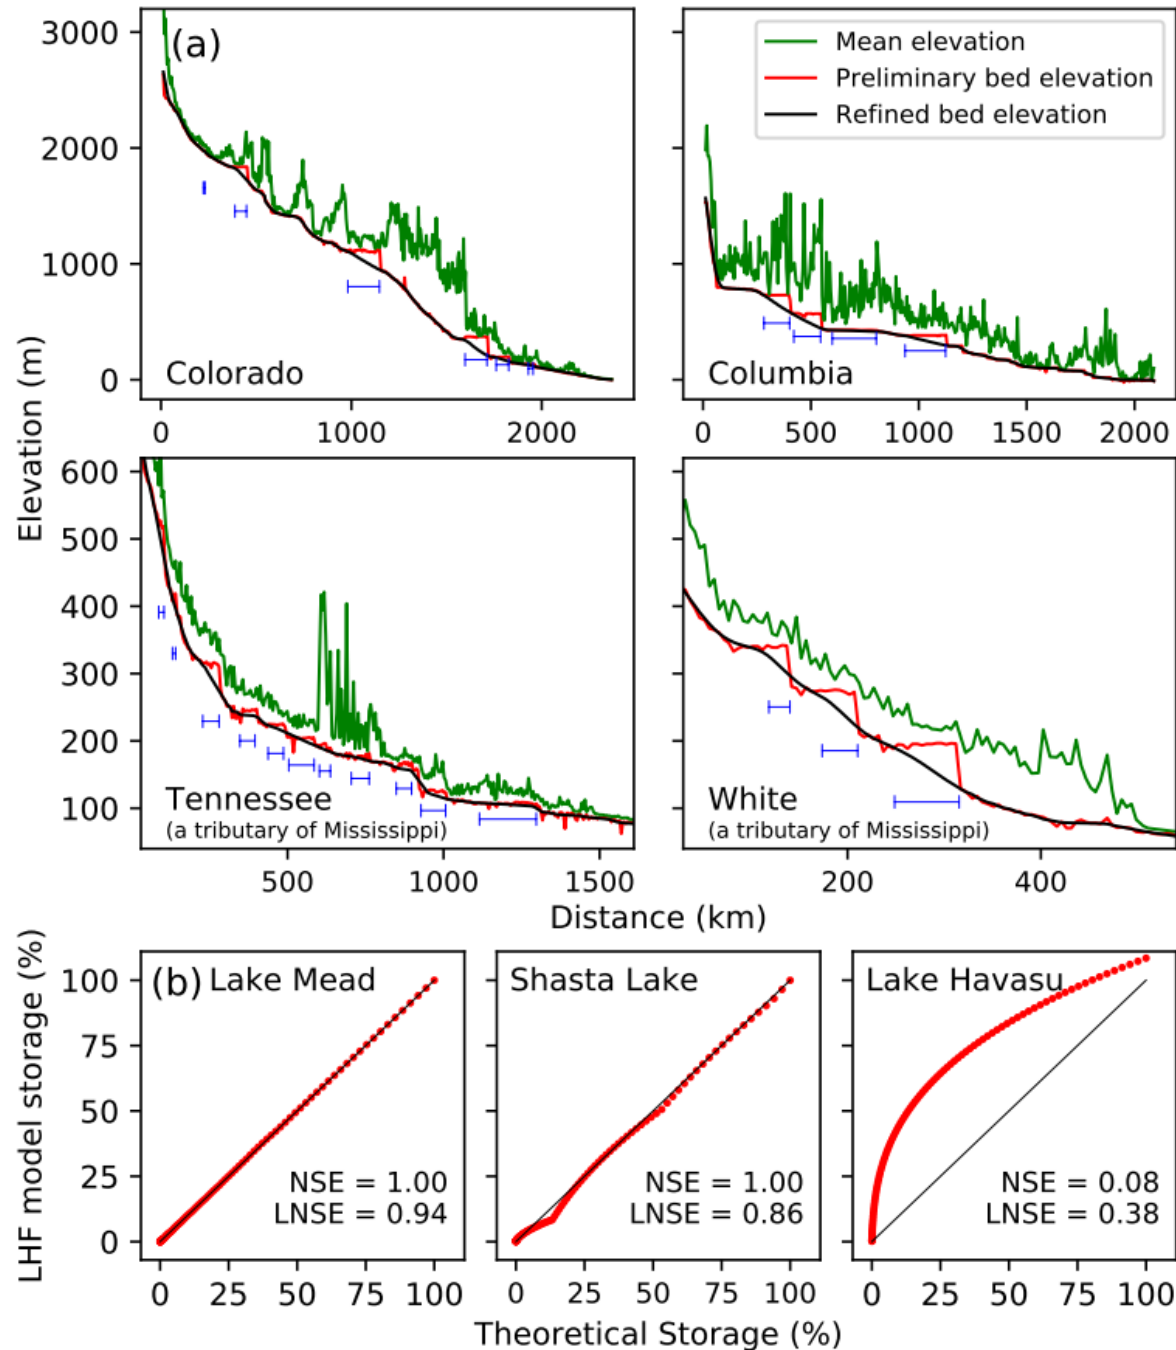 (a)
Mean elevation
Preliminary bed elevation
Refined bed elevation
3000
2000
1000
0
Elevation (m)
Colorado
Columbia
0 1000 2000
0 500 1000 1500 2000
600
500
400
300
200
100
Tennessee
(a tributary of Mississippi)
White
(a tributary of Mississippi)
500 1000 1500
200 400
Distance (km)
LHF model storage (%)
100
75
50
25
0
(b) Lake Mead
Shasta Lake
Lake Havasu
NSE = 1.00
LNSE = 0.94
NSE = 1.00
LNSE = 0.86
NSE = 0.08
LNSE = 0.38
0 25 50 75 100
0 25 50 75 100
0 25 50 75 100
Theoretical Storage (%)